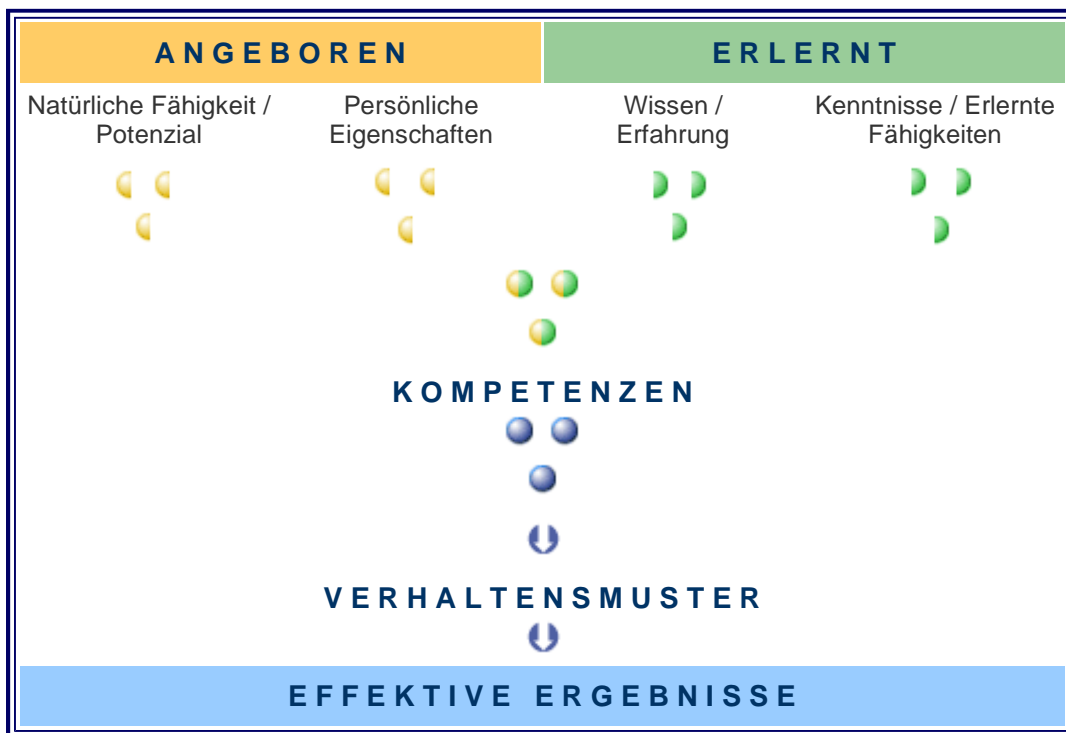 ANGEBOREN
ERLERNT
Natürliche Fähigkeit /
Potenzial
Persönliche
Eigenschaften
Wissen /
Erfahrung
Kenntnisse / Erlernte
Fähigkeiten
KOMPETENZEN
VERHALTENSMUSTER
EFFEKTIVE ERGEBNISSE